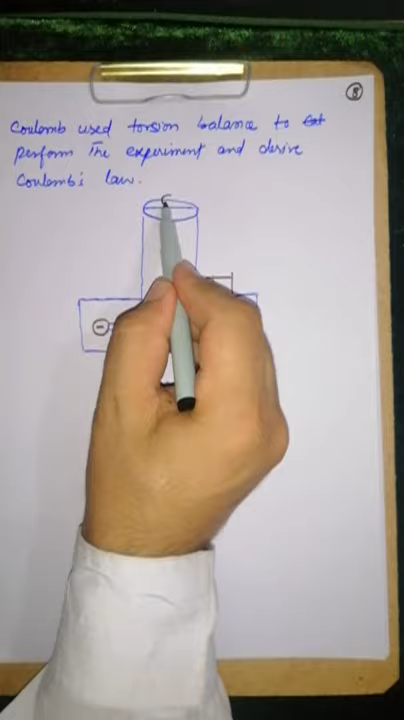 8
Coulomb used torsion balance to
perform The experiment and derive
Coulomb's law.